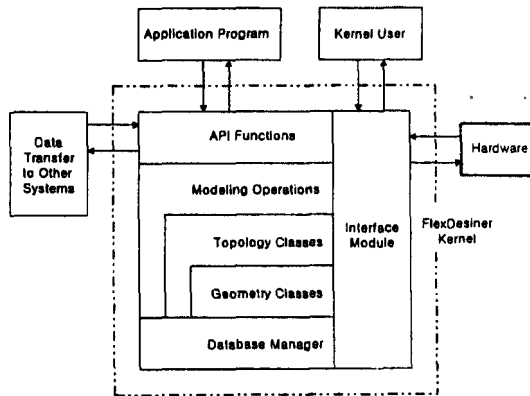 Application Program
Kernel User
Data
Transfer
to Other
Systems
API Functions
Hardware
Modeling Operations
Topology Classes
Interface
Module
FlexDesiner
Kernel
Geometry Classes
Database Manager